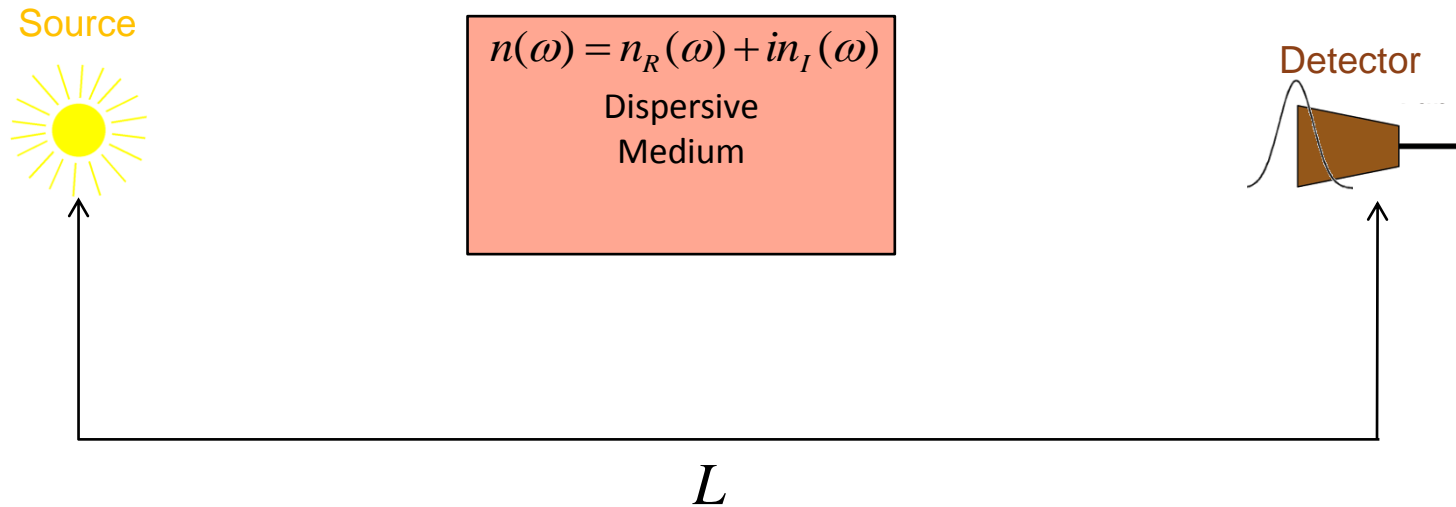 Source
n(ω) = n_R(ω) + in_I(ω)
Dispersive
Medium
Detector
L